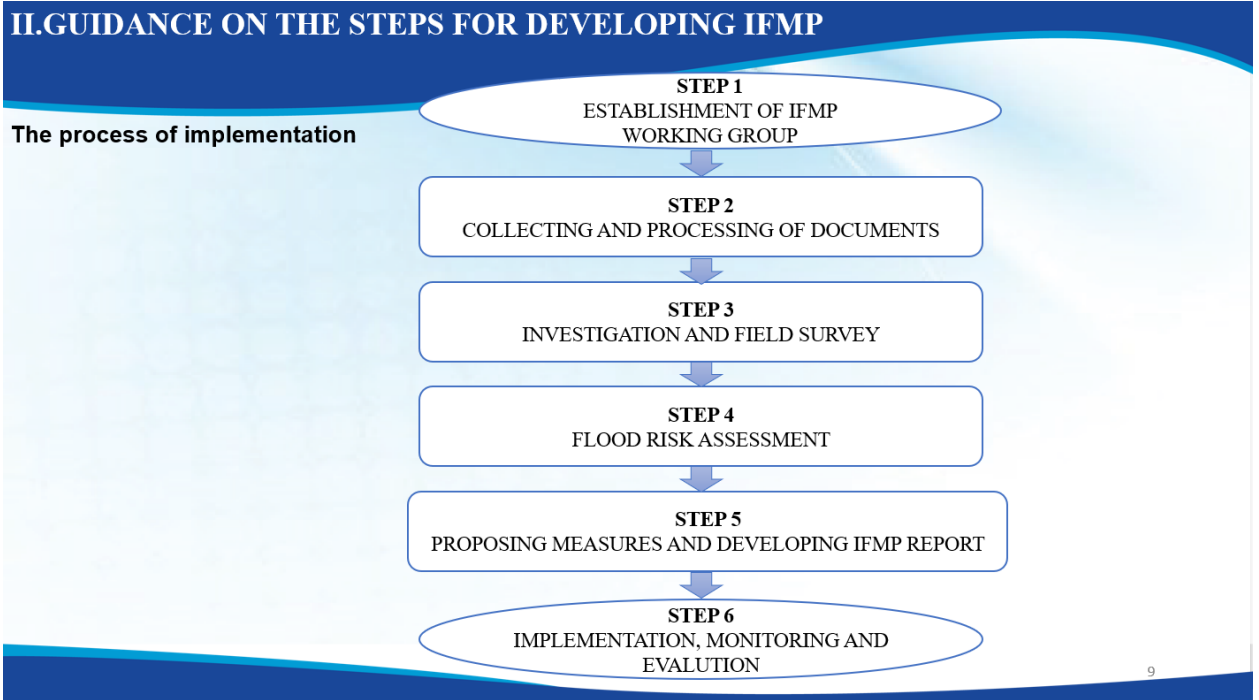 II.GUIDANCE ON THE STEPS FOR DEVELOPING IFMP
The process of implementation
STEP 1
ESTABLISHMENT OF IFMP
WORKING GROUP
STEP 2
COLLECTING AND PROCESSING OF DOCUMENTS
STEP 3
INVESTIGATION AND FIELD SURVEY
STEP 4
FLOOD RISK ASSESSMENT
STEP 5
PROPOSING MEASURES AND DEVELOPING IFMP REPORT
STEP 6
IMPLEMENTATION, MONITORING AND
EVALUTION
9